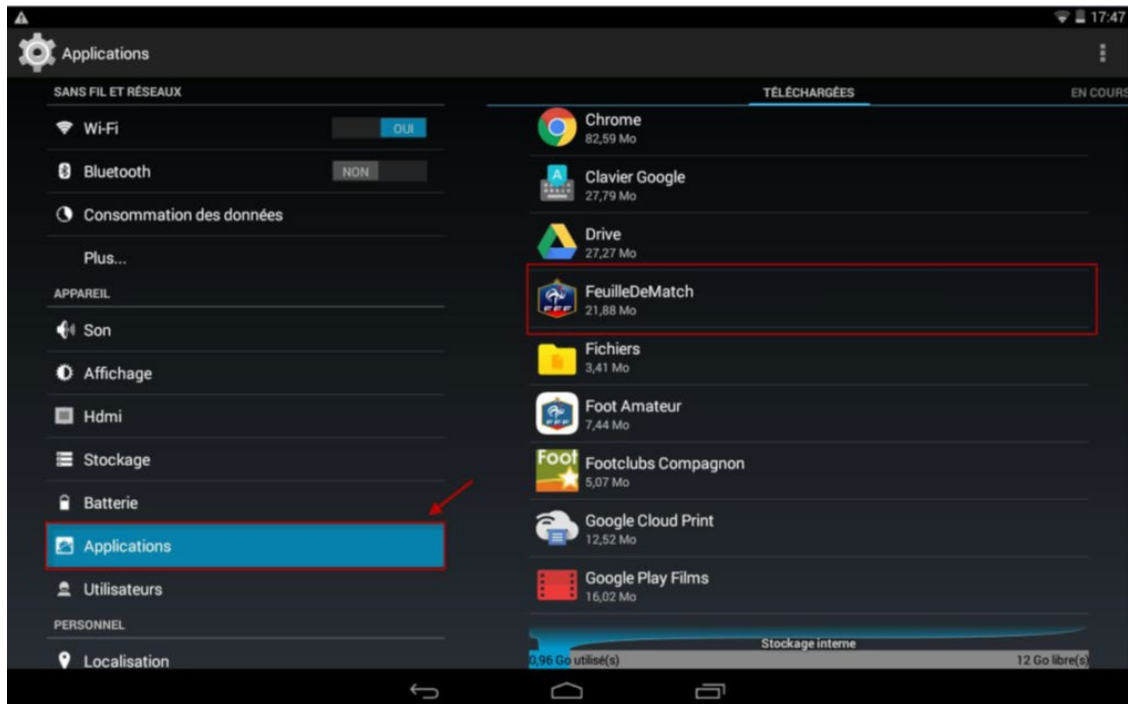 17:47
Applications
SANS FIL ET RÉSEAUX
Wi-Fi
OUI
Bluetooth
NON
Consommation des données
Plus...
APPAREIL
Son
Affichage
Hdmi
Stockage
Batterie
Applications
Utilisateurs
PERSONNEL
Localisation
TÉLÉCHARGÉES
EN COURS
Chrome
82,59 Mo
Clavier Google
27,79 Mo
Drive
27,27 Mo
FeuilleDeMatch
21,88 Mo
Fichiers
3,41 Mo
Foot Amateur
7,44 Mo
Foot
Footclubs Compagnon
5,07 Mo
Google Cloud Print
12,52 Mo
Google Play Films
16,02 Mo
Stockage interne
0,96 Go utilisé(s)
12 Go libre(s)